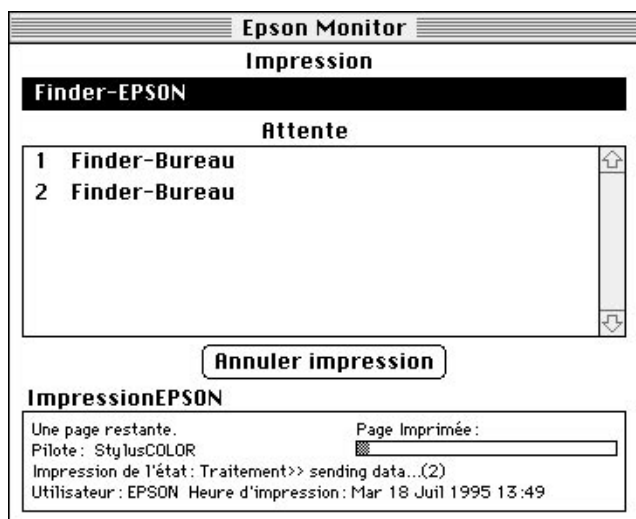 Epson Monitor
Impression
Finder-EPSON
Attente
1 Finder-Bureau
2 Finder-Bureau
Annuler impression
ImpressionEPSON
Une page restante. Page Imprimée:
Pilote: StylusCOLOR
Impression de l'état: Traitement>> sending data...(2)
Utilisateur: EPSON Heure d'impression: Mar 18 Juil 1995 13:49